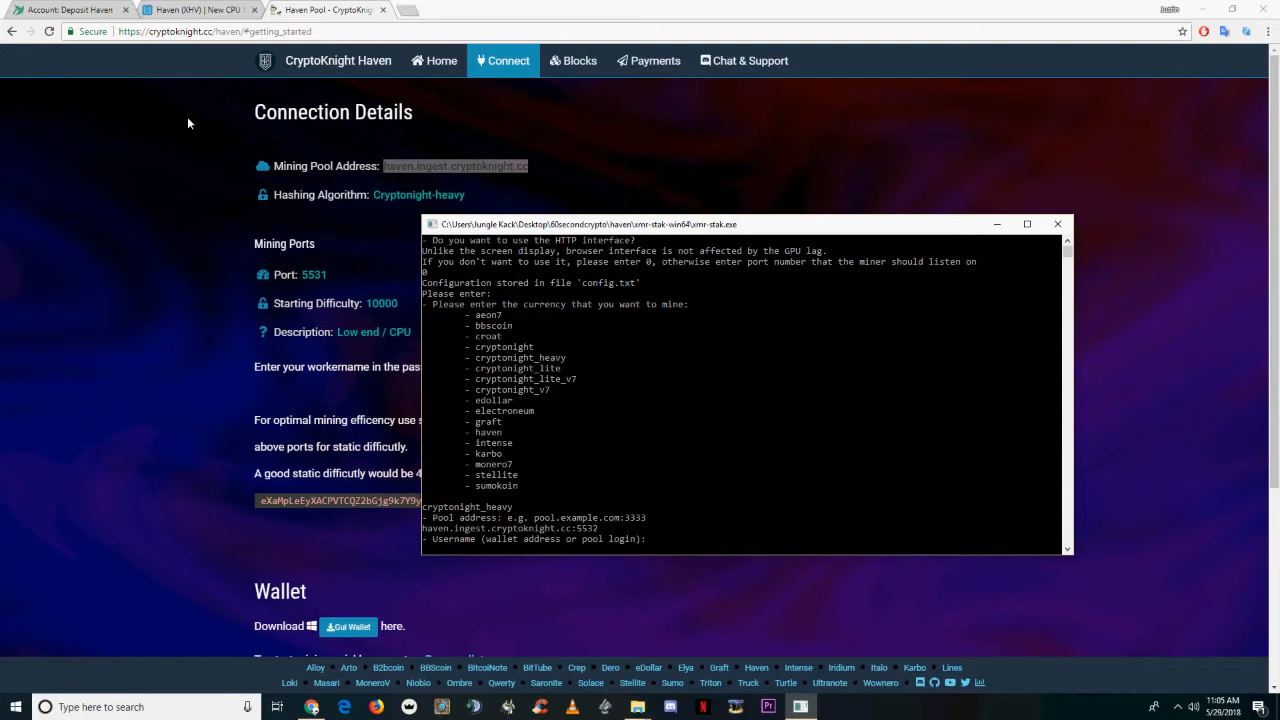 Account: Deposit Haven
Haven (XHV) | New CPU
Haven Pool - CryptoKnight
Justin
Secure
https://cryptoknight.cc/haven/#getting_started
CryptoKnight Haven
Home
Connect
Blocks
Payments
Chat & Support
Connection Details
Mining Pool Address: haven.ingest.cryptoknight.cc
Hashing Algorithm: Cryptonight-heavy
Mining Ports
Port: 5531
Starting Difficulty: 10000
Description: Low end / CPU
Enter your workername in the pas
For optimal mining efficency use s
above ports for static difficulty.
A good static difficutly would be 4
eXaMpLeEyXACPVTCQZ2bGjg9k7Y9y
C:\Users\Jungle Kack\Desktop\60secondcrypto\haven\xmr-stak-win64\xmr-stak.exe
- Do you want to use the HTTP interface?
Unlike the screen display, browser interface is not affected by the GPU lag.
If you don't want to use it, please enter 0, otherwise enter port number that the miner should listen on
0
Configuration stored in file 'config.txt'
Please enter:
- Please enter the currency that you want to mine:
- aeon7
- bbscoin
- croat
- cryptonight
- cryptonight_heavy
- cryptonight_lite
- cryptonight_lite_v7
- cryptonight_v7
- edollar
- electroneum
- graft
- haven
- intense
- karbo
- monero7
- stellite
- sumokoin
cryptonight_heavy
- Pool address: e.g. pool.example.com:3333
haven.ingest.cryptoknight.cc:5532
- Username (wallet address or pool login):
Wallet
Download Gui Wallet here.
Alloy • Arto • B2bcoin • BBScoin • BitcoiNote • BitTube • Crep • Dero • eDollar • Elya • Graft • Haven • Intense • Iridium • Italo • Karbo • Lines
Loki • Masari • MoneroV • Niobio • Ombre • Qwerty • Saronite • Solace • Stellite • Sumo • Triton • Truck • Turtle • Ultranote • Wownero
Type here to search
11:05 AM
5/29/2018